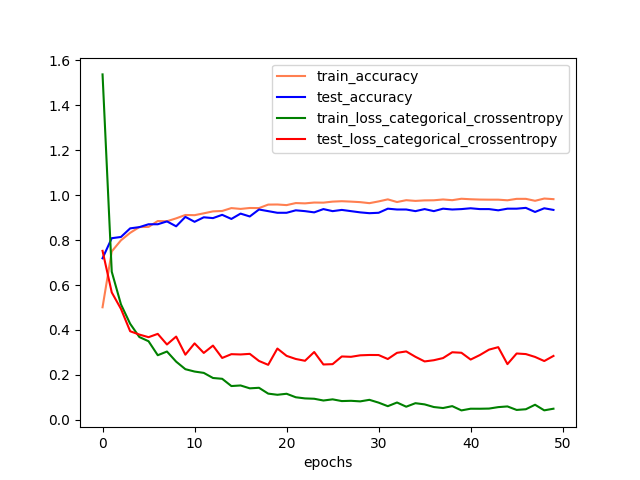 1.6
1.4
1.2
1.0
0.8
0.6
0.4
0.2
0.0
train_accuracy
test_accuracy
train_loss_categorical_crossentropy
test_loss_categorical_crossentropy
0 10 20 30 40 50
epochs